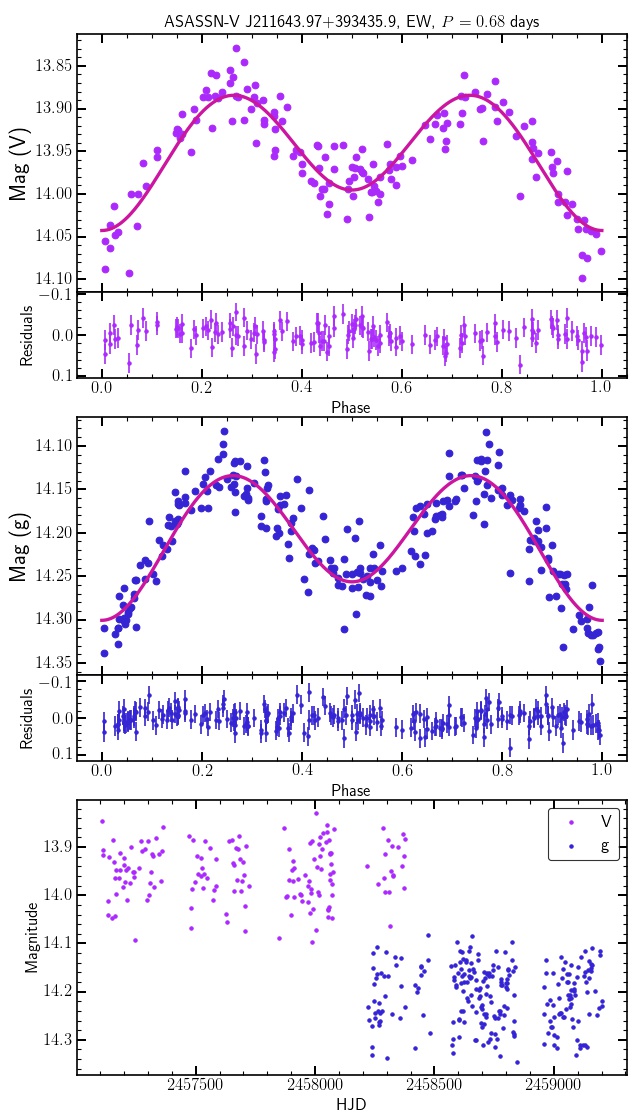 ASASSN-V J211643.97+393435.9, EW, P = 0.68 days
Mag (V)
13.85
13.90
13.95
14.00
14.05
14.10
Residuals
−0.1
0.0
0.1
0.0 0.2 0.4 0.6 0.8 1.0
Phase
Mag (g)
14.10
14.15
14.20
14.25
14.30
14.35
Residuals
−0.1
0.0
0.1
0.0 0.2 0.4 0.6 0.8 1.0
Phase
Magnitude
13.9
14.0
14.1
14.2
14.3
V
g
2457500 2458000 2458500 2459000
HJD